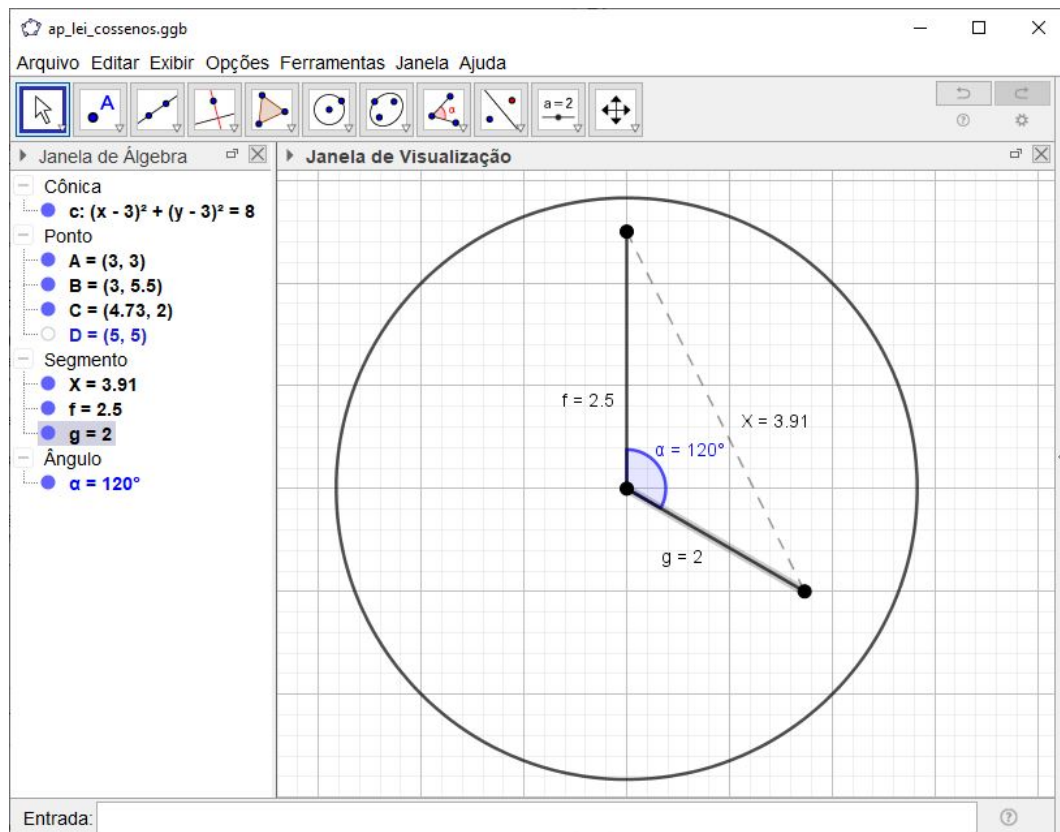 ap_lei_cossenos.ggb
Arquivo Editar Exibir Opções Ferramentas Janela Ajuda
A
α
a=2
Janela de Álgebra
Cônica
c: (x - 3)² + (y - 3)² = 8
Ponto
A = (3, 3)
B = (3, 5.5)
C = (4.73, 2)
D = (5, 5)
Segmento
X = 3.91
f = 2.5
g = 2
Ângulo
α = 120°
Janela de Visualização
f = 2.5
X = 3.91
α = 120°
g = 2
Entrada: